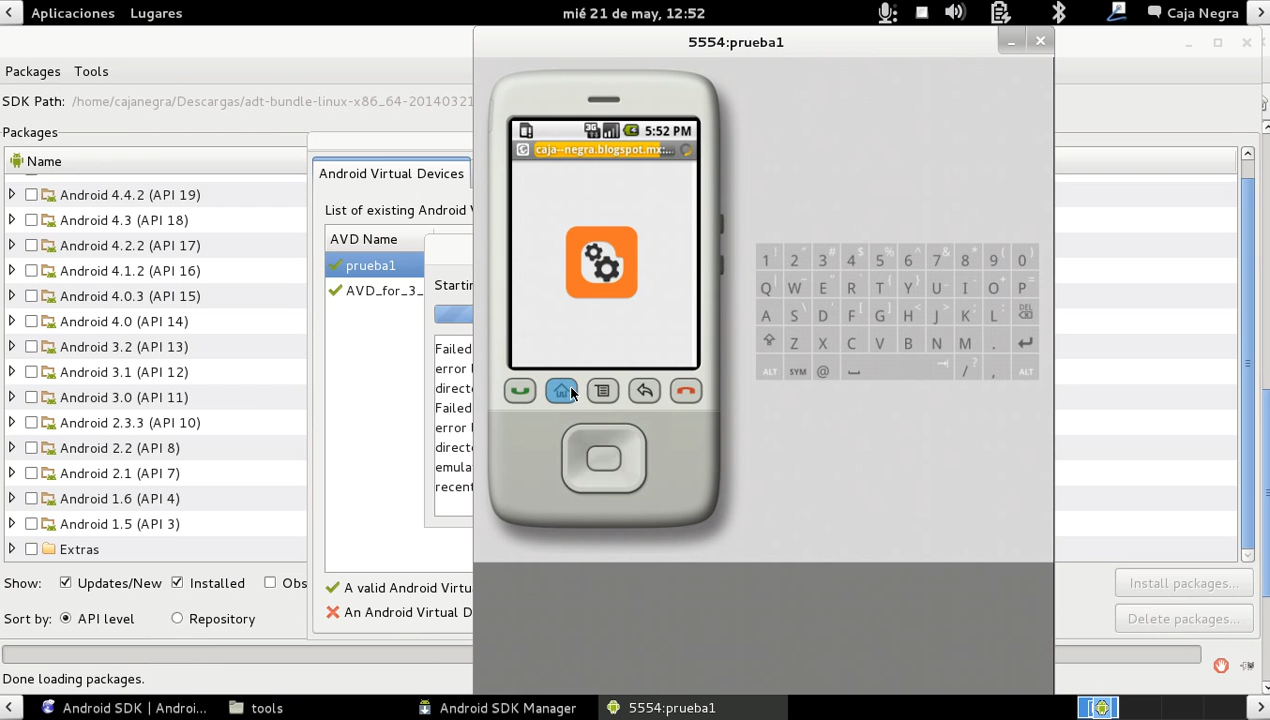 Aplicaciones Lugares mié 21 de may, 12:52 Caja Negra
5554:prueba1
Packages Tools
SDK Path: /home/cajanegra/Descargas/adt-bundle-linux-x86_64-20140321
Packages
Name
Android 4.4.2 (API 19)
Android 4.3 (API 18)
Android 4.2.2 (API 17)
Android 4.1.2 (API 16)
Android 4.0.3 (API 15)
Android 4.0 (API 14)
Android 3.2 (API 13)
Android 3.1 (API 12)
Android 3.0 (API 11)
Android 2.3.3 (API 10)
Android 2.2 (API 8)
Android 2.1 (API 7)
Android 1.6 (API 4)
Android 1.5 (API 3)
Extras
Show: Updates/New Installed Obs
Sort by: API level Repository
Done loading packages.
Android Virtual Devices
List of existing Android V
AVD Name
prueba1
AVD_for_3_
Startin
Failed
error l
directo
Failed
error l
directo
emula
recent
A valid Android Virtu
An Android Virtual D
3G
5:52 PM
caja--negra.blogspot.mx:...
1 ! 2 " 3 # 4 $ 5 % 6 ^ 7 & 8 * 9 ( 0 )
Q W ~ E R T { Y } U I - O + P =
A S D F [ G ] H < J > K ; L : DEL
Z X C V B N M .
ALT SYM @ / ? , ALT
Install packages...
Delete packages...
Android SDK | Androi... tools Android SDK Manager 5554:prueba1